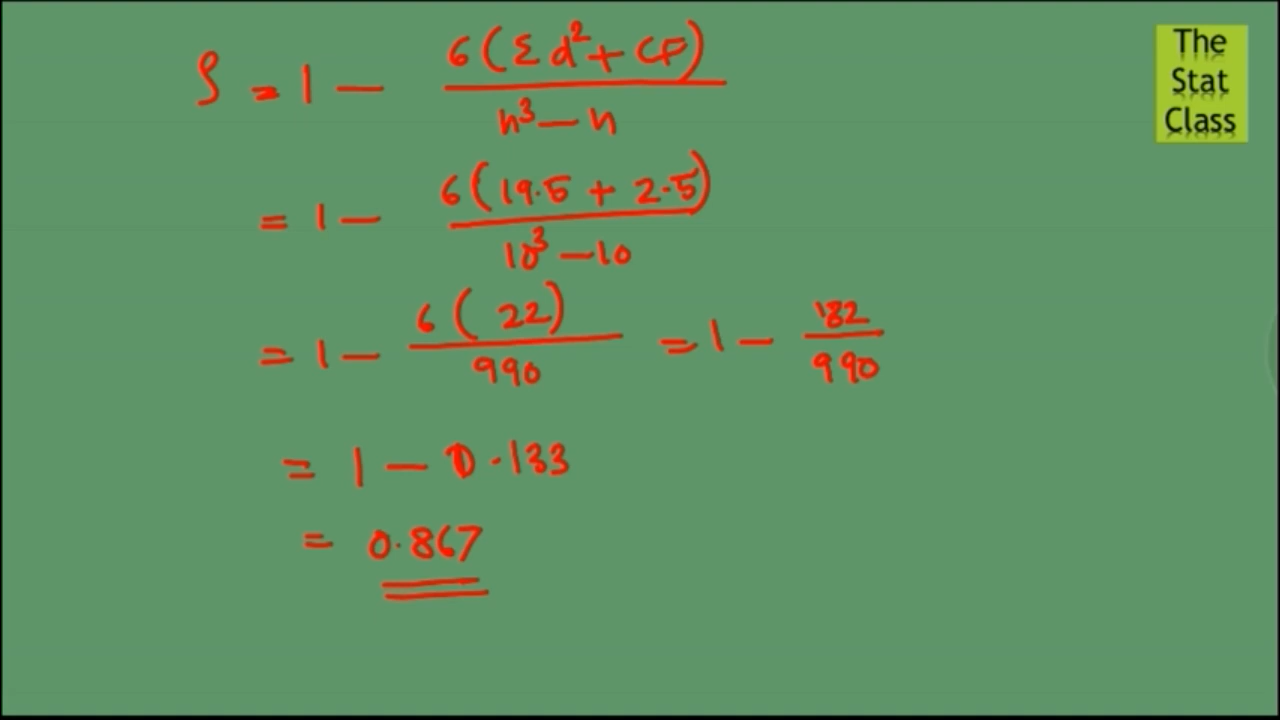 ρ = 1 - 6(Σd²+CF) / n³-n
The
Stat
Class
= 1 - 6(19.5 + 2.5) / 10³-10
= 1 - 6(22) / 990 = 1 - 182 / 990
= 1 - 0.133
= 0.867